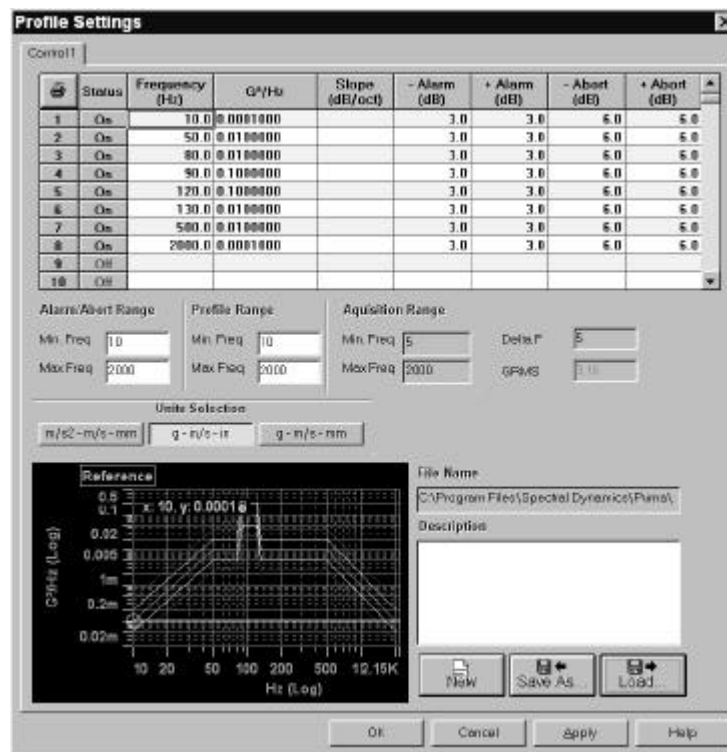 Profile Settings
Control1
Status Frequency (Hz) G²/Hz Slope (dB/oct) - Alarm (dB) + Alarm (dB) - Abort (dB) + Abort (dB)
1 On 10.0 0.0001000 3.0 3.0 6.0 6.0
2 On 50.0 0.0100000 3.0 3.0 6.0 6.0
3 On 80.0 0.0100000 3.0 3.0 6.0 6.0
4 On 90.0 0.1000000 3.0 3.0 6.0 6.0
5 On 120.0 0.1000000 3.0 3.0 6.0 6.0
6 On 130.0 0.0100000 3.0 3.0 6.0 6.0
7 On 500.0 0.0100000 3.0 3.0 6.0 6.0
8 On 2000.0 0.0001000 3.0 3.0 6.0 6.0
9 Off
10 Off
Alarm/Abort Range Profile Range Aquisition Range
Min. Freq 10 Min. Freq 10 Min. Freq 5 Delta F 5
Max Freq 2000 Max Freq 2000 Max Freq 2000 GRMS
Units Selection
m/s2-m/s-mm g-in/s-in g-m/s-mm
Reference
x: 10, y: 0.0001
G²/Hz (Log)
0.5
0.1
0.02
0.005
1m
0.2m
0.02m
10 20 50 100 200 500 1 2.15K
Hz (Log)
File Name
C:\Program Files\Spectral Dynamics\Puma\
Description
New Save As... Load...
OK Cancel Apply Help